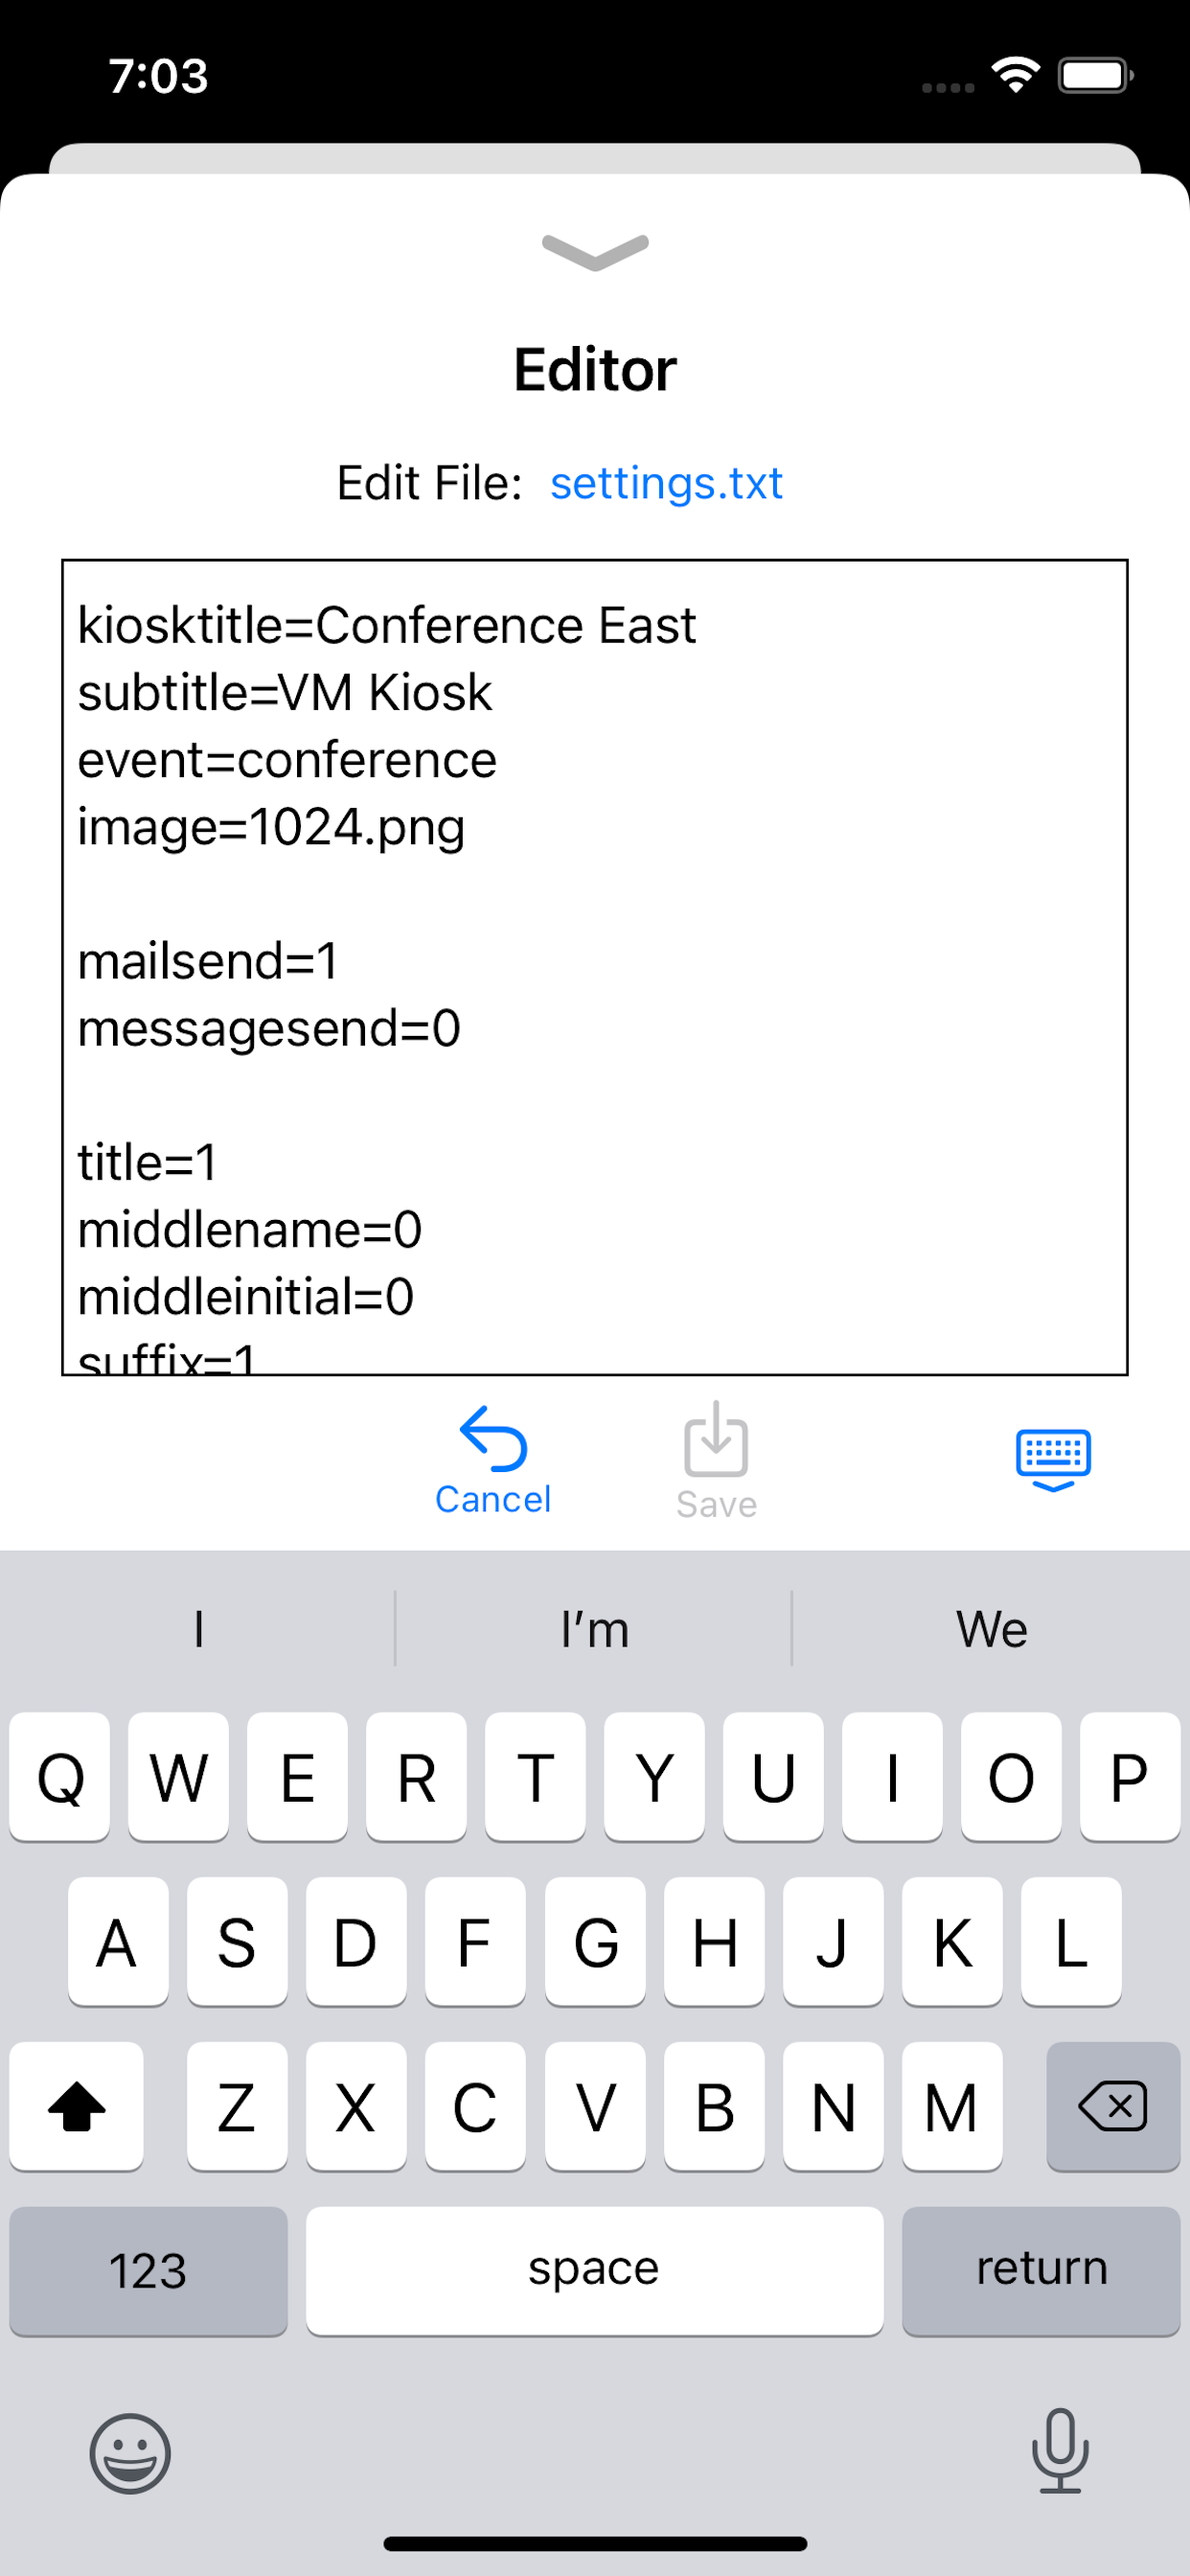 7:03
Editor
Edit File: settings.txt
kiosktitle=Conference East
subtitle=VM Kiosk
event=conference
image=1024.png
mailsend=1
messagesend=0
title=1
middlename=0
middleinitial=0
suffix=1
Cancel Save
I I'm We
Q W E R T Y U I O P
A S D F G H J K L
Z X C V B N M
123 space return